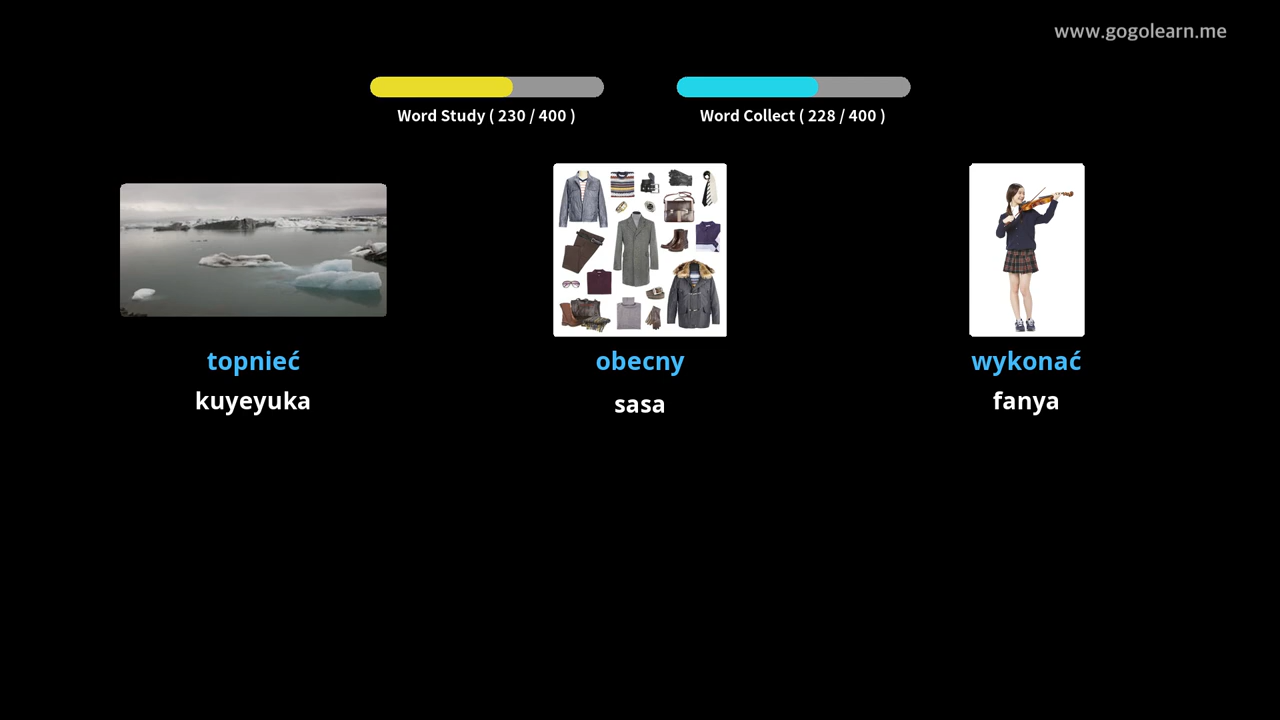 www.gogolearn.me
Word Study ( 230 / 400 )
Word Collect ( 228 / 400 )
topnieć
kuyeyuka
obecny
sasa
wykonać
fanya